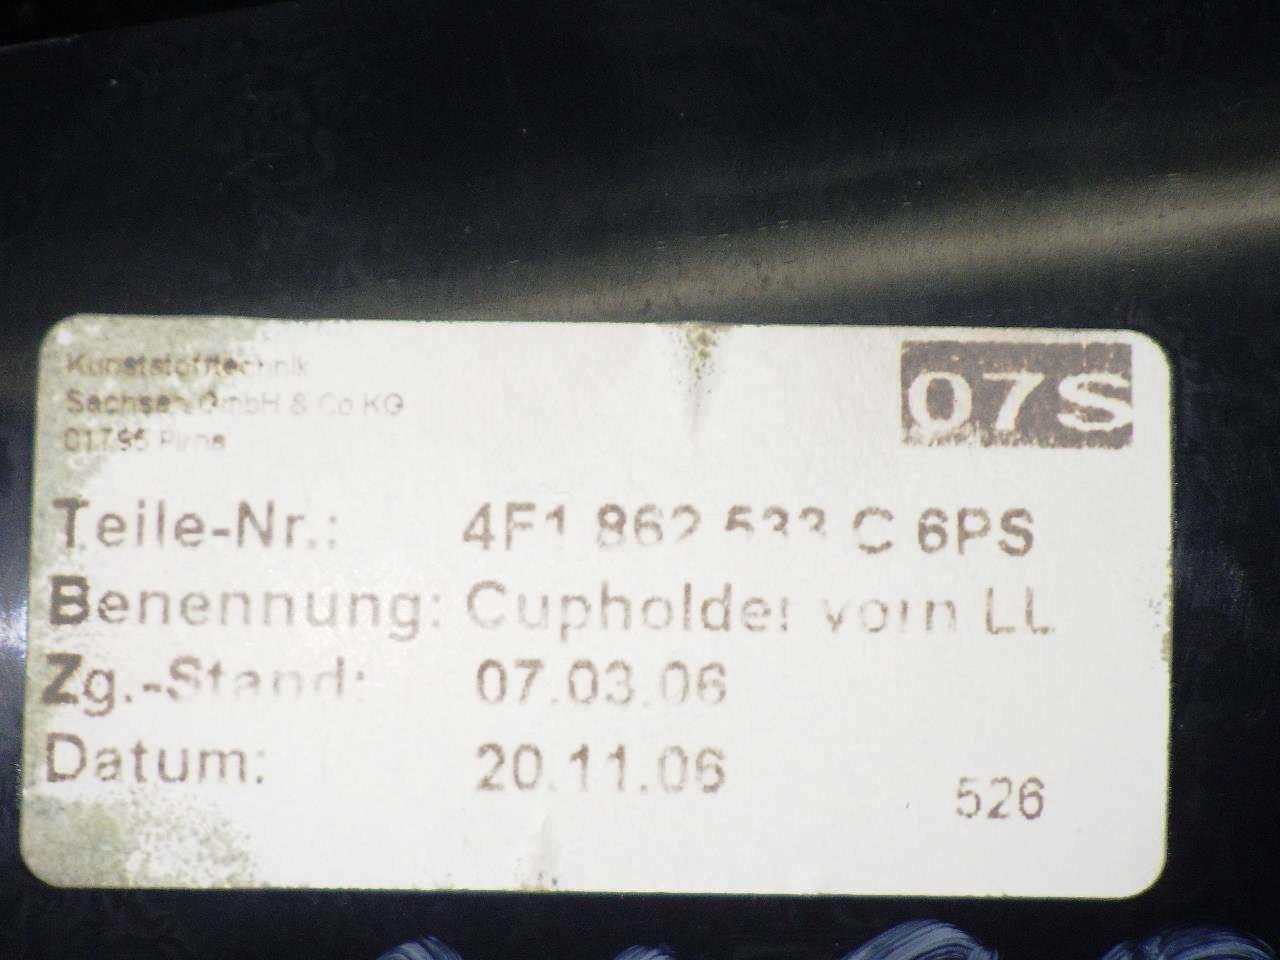 Kunststofftechnik
Sachsen GmbH & Co KG
01796 Pirna
07S
Teile-Nr.: 4F1 862 533 C 6PS
Benennung: Cupholder vorn LL
Zg.-Stand: 07.03.06
Datum: 20.11.06
526